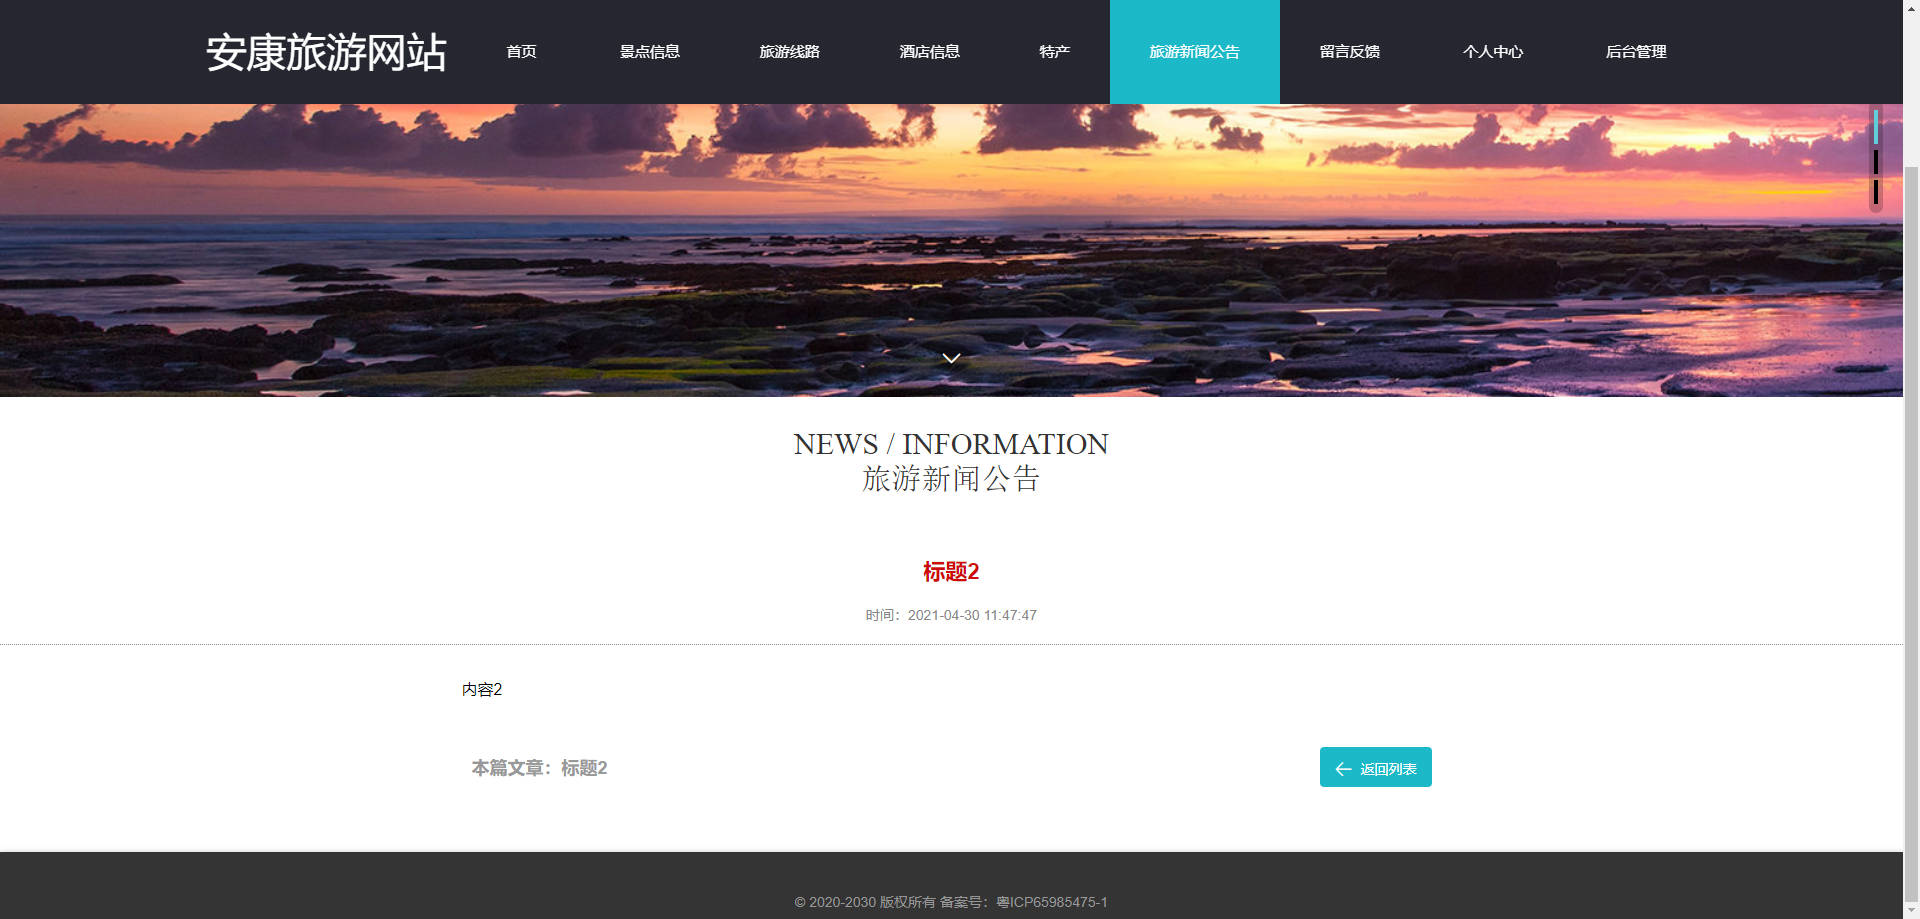 安康旅游网站
首页 景点信息 旅游线路 酒店信息 特产 旅游新闻公告 留言反馈 个人中心 后台管理
NEWS / INFORMATION
旅游新闻公告
标题2
时间：2021-04-30 11:47:47
内容2
本篇文章：标题2
返回列表
© 2020-2030 版权所有 备案号：粤ICP65985475-1